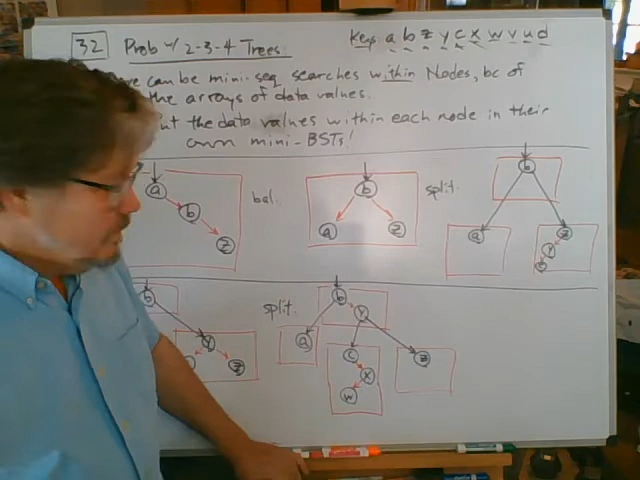 32 Prob w/ 2-3-4 Trees. Keys a b z y c x w v u d
can be mini-seq searches within Nodes, bc of
the arrays of data values.
the data values within each node in their
own mini-BSTs!
a b z bal. b a z split. b a z y c
b y z split. b y a c x w z